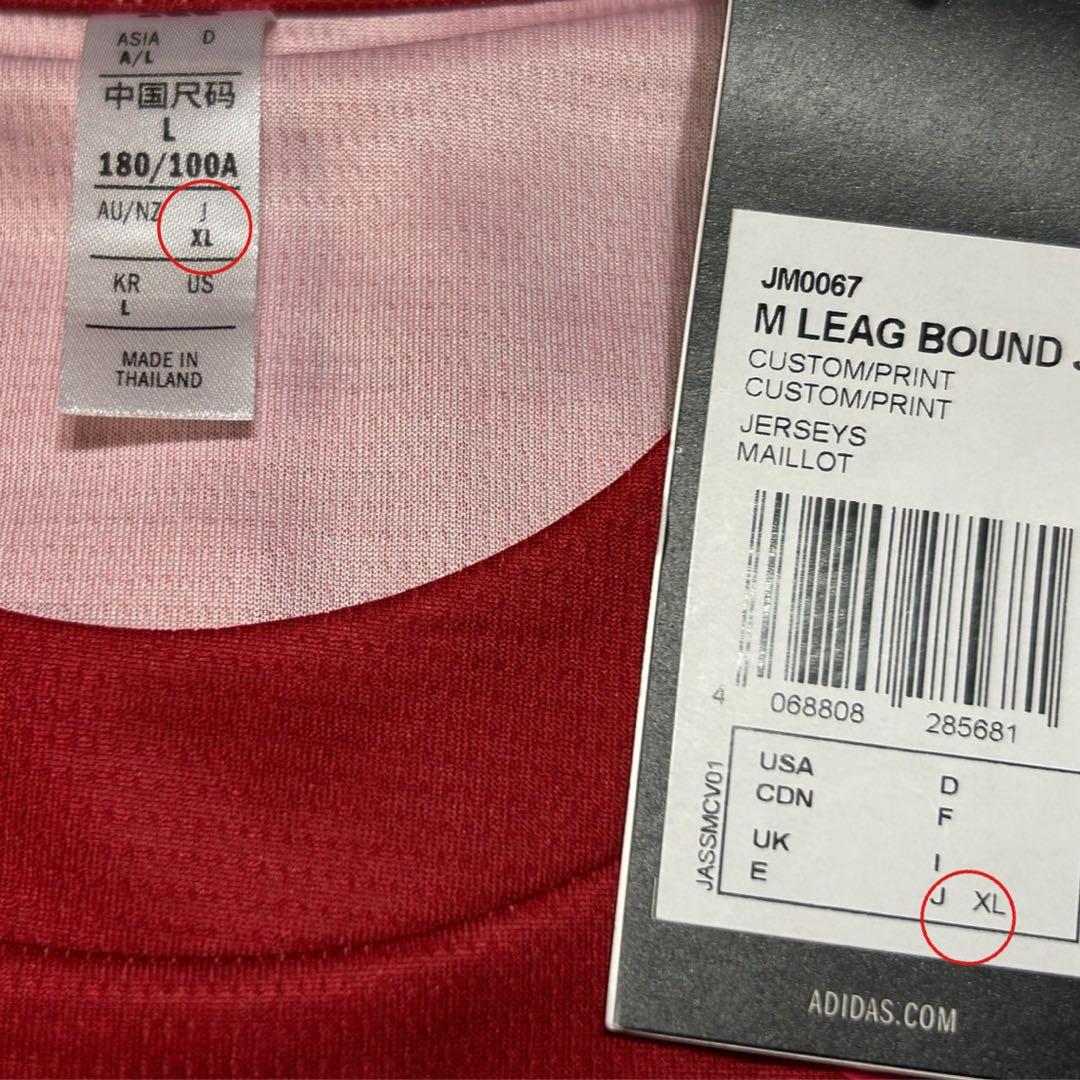 ASIA D
A/L
中国尺码
L
180/100A
AU/NZ J
XL
KR US
L
MADE IN
THAILAND
JM0067
M LEAG BOUND
CUSTOM/PRINT
CUSTOM/PRINT
JERSEYS
MAILLOT
4 068808 285681
JASSMCV01
USA D
CDN F
UK I
E J XL
ADIDAS.COM